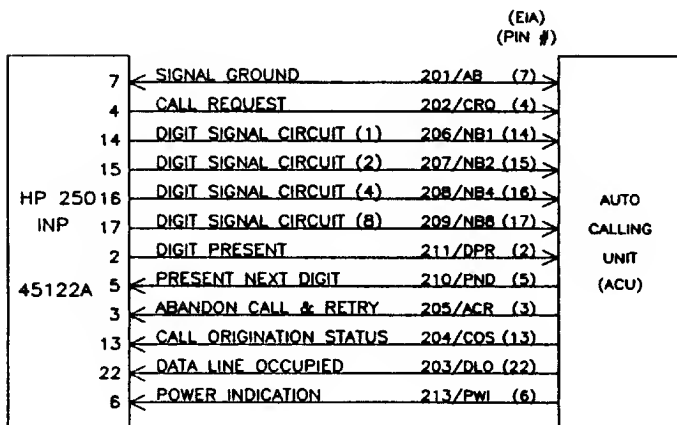 (EIA)
(PIN #)
7 SIGNAL GROUND 201/AB (7)
4 CALL REQUEST 202/CRQ (4)
14 DIGIT SIGNAL CIRCUIT (1) 206/NB1 (14)
15 DIGIT SIGNAL CIRCUIT (2) 207/NB2 (15)
HP 250 16 DIGIT SIGNAL CIRCUIT (4) 208/NB4 (16) AUTO
INP 17 DIGIT SIGNAL CIRCUIT (8) 209/NB8 (17) CALLING
2 DIGIT PRESENT 211/DPR (2) UNIT
45122A 5 PRESENT NEXT DIGIT 210/PND (5) (ACU)
3 ABANDON CALL & RETRY 205/ACR (3)
13 CALL ORIGINATION STATUS 204/COS (13)
22 DATA LINE OCCUPIED 203/DLO (22)
6 POWER INDICATION 213/PWI (6)